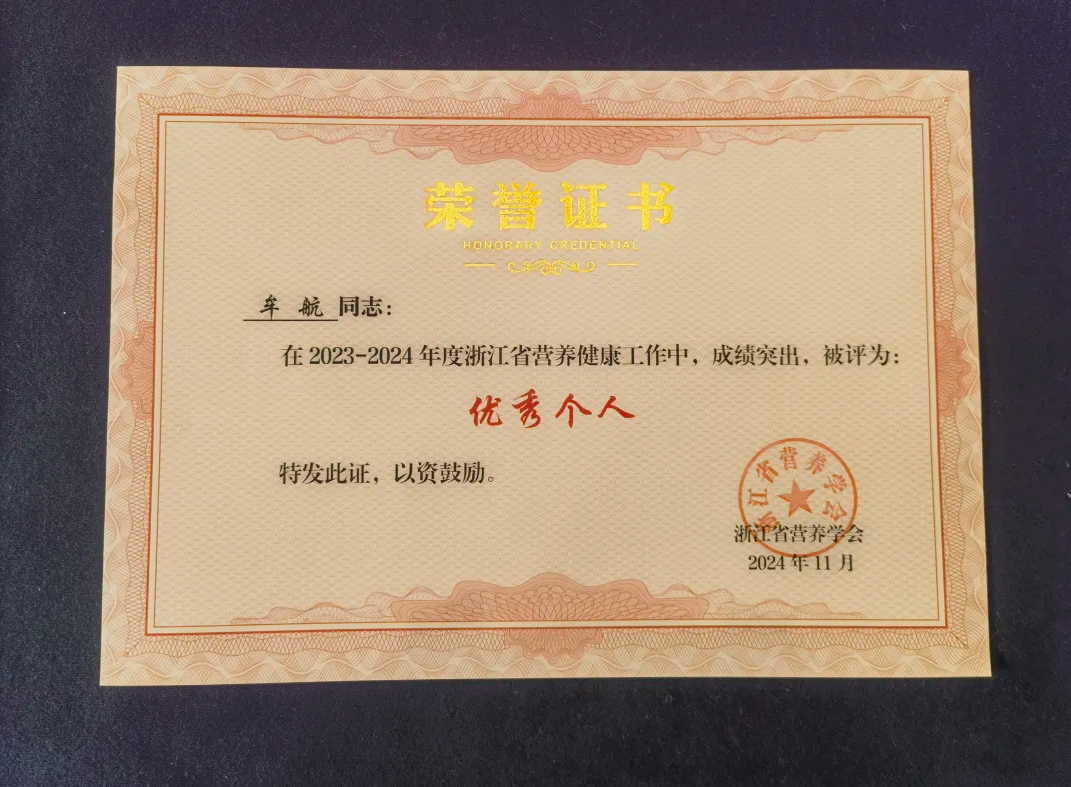 荣誉证书
HONORARY CREDENTIAL
牟航同志：
在2023-2024年度浙江省营养健康工作中，成绩突出，被评为：
优秀个人
特发此证，以资鼓励。
浙江省营养学会
浙江省营养学会
2024年11月